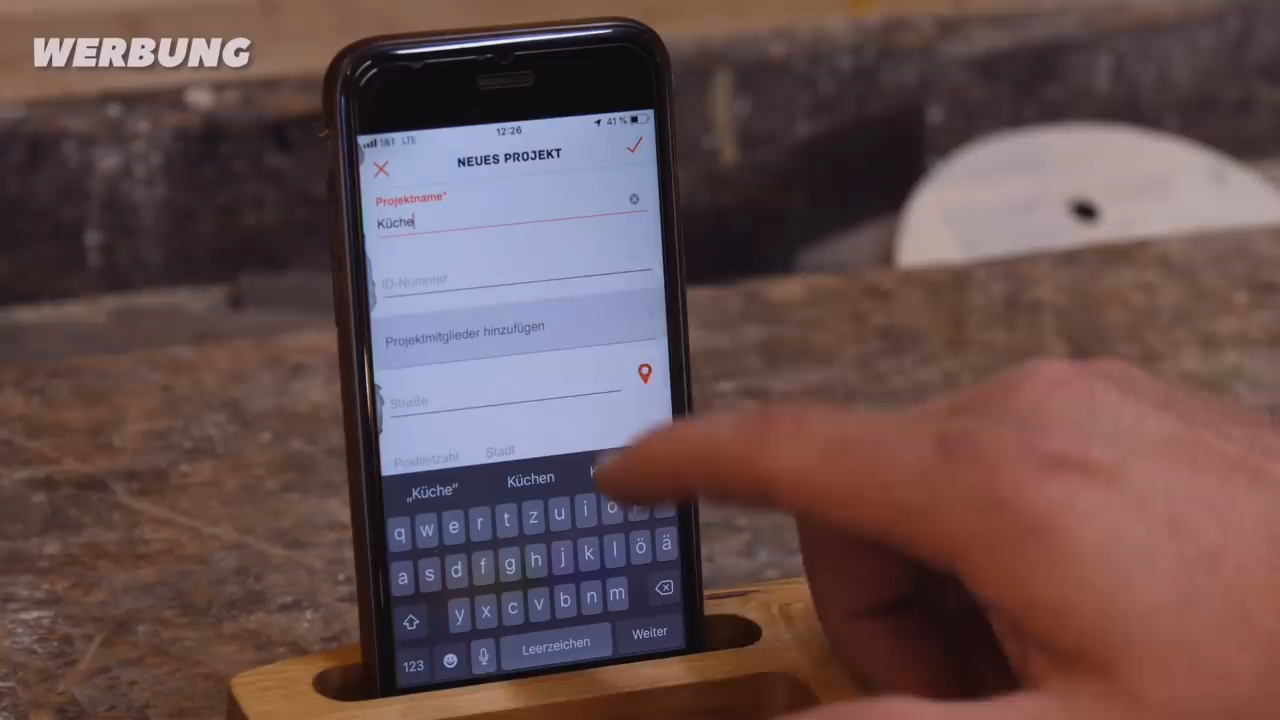 WERBUNG
1&1 LTE 12:26 41 %
NEUES PROJEKT
Projektname*
Küche
ID-Nummer
Projektmitglieder hinzufügen
Straße
Postleitzahl Stadt
„Küche“ Küchen
q w e r t z u i o
a s d f g h j k l ö ä
y x c v b n m
123 Leerzeichen Weiter